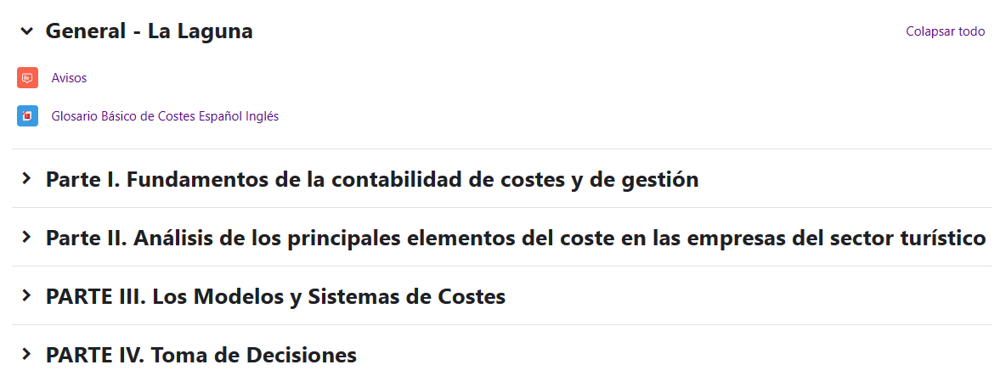 General - La Laguna
Colapsar todo
Avisos
Glosario Básico de Costes Español Inglés
Parte I. Fundamentos de la contabilidad de costes y de gestión
Parte II. Análisis de los principales elementos del coste en las empresas del sector turístico
PARTE III. Los Modelos y Sistemas de Costes
PARTE IV. Toma de Decisiones